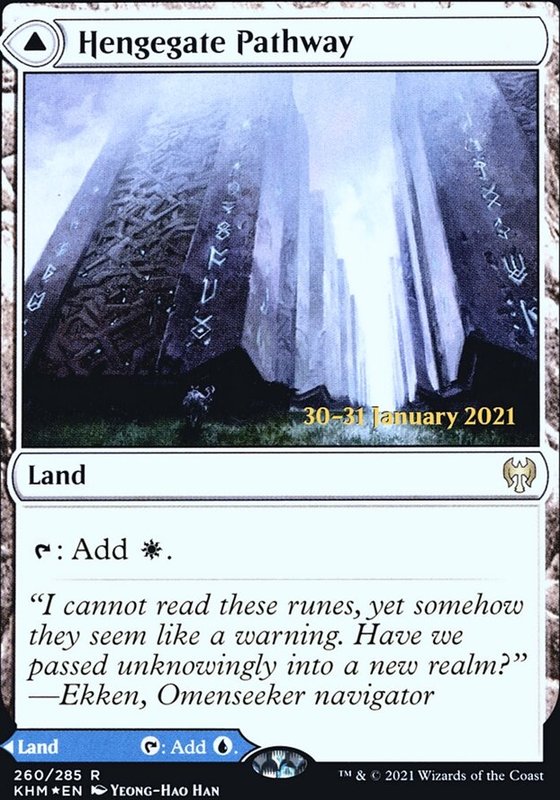 Hengegate Pathway
30-31 January 2021
Land
: Add .
“I cannot read these runes, yet somehow
they seem like a warning. Have we
passed unknowingly into a new realm?”
—Ekken, Omenseeker navigator
Land : Add .
260/285 R
KHM★EN Yeong-Hao Han
™ & © 2021 Wizards of the Coast